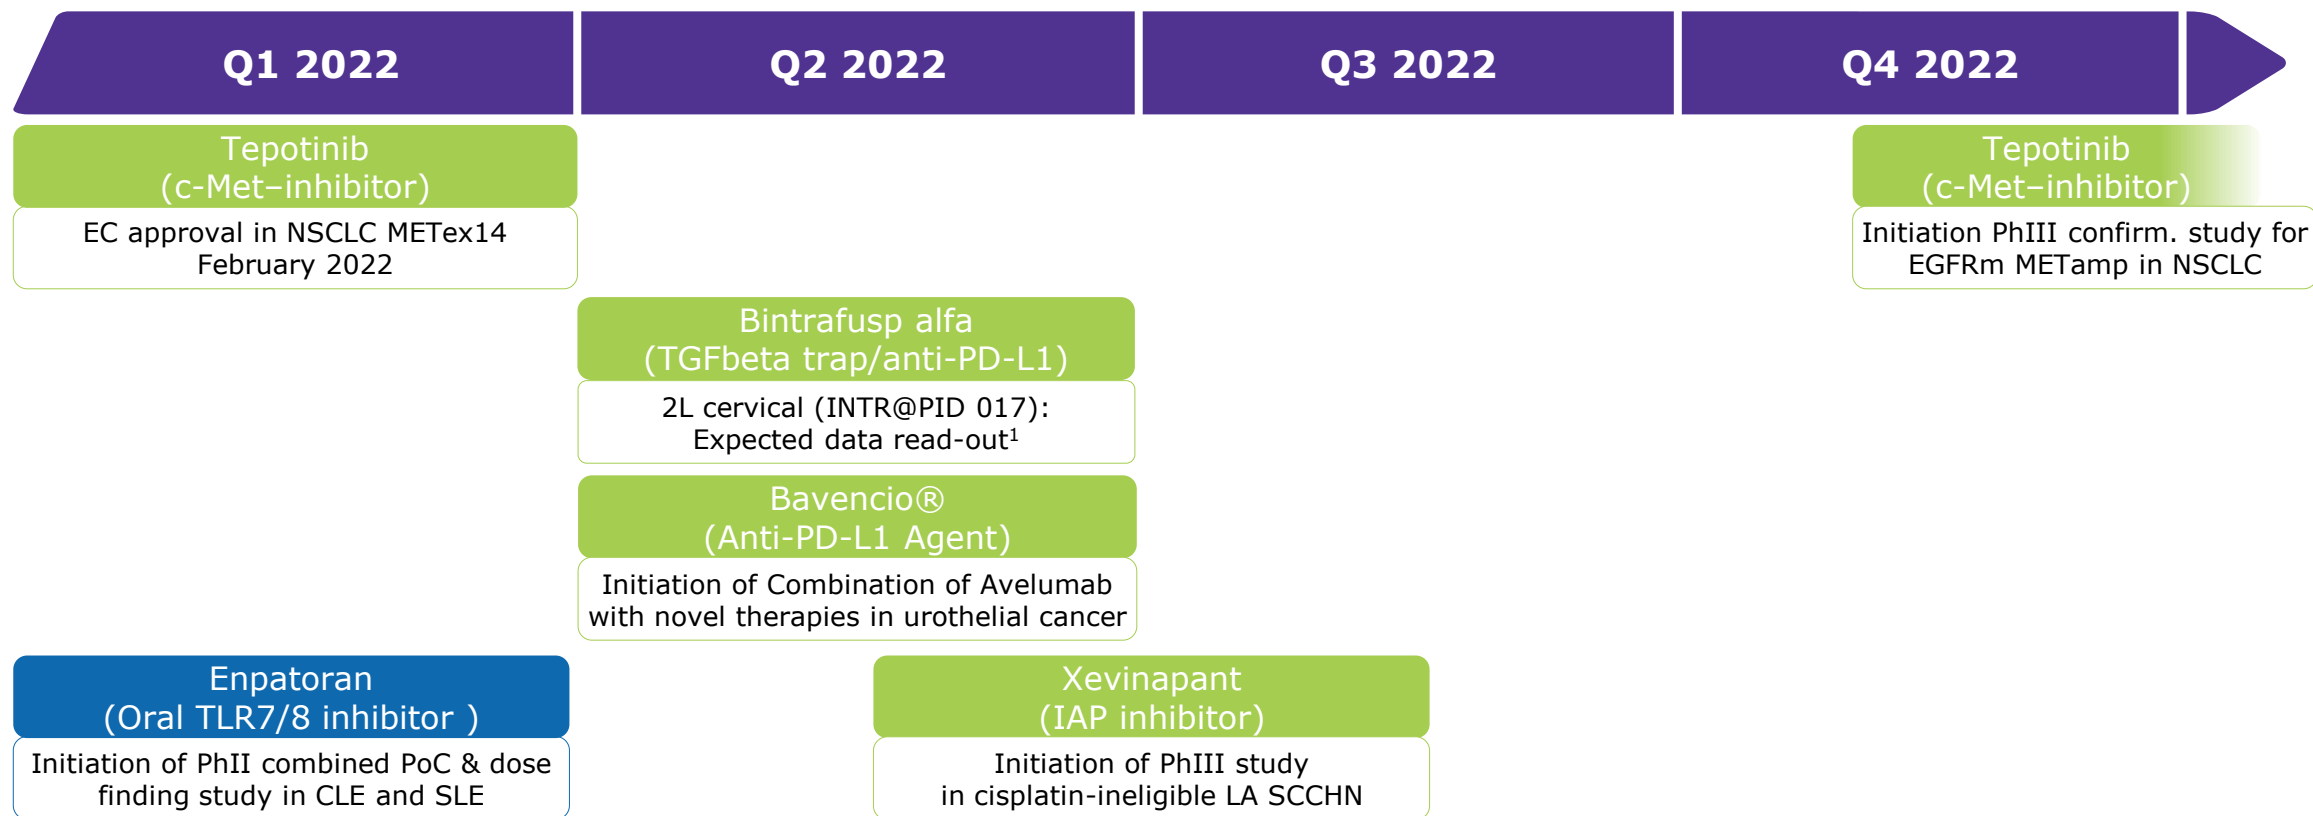 Q1 2022
Q2 2022
Q3 2022
Q4 2022
Tepotinib
(c-Met–inhibitor)
EC approval in NSCLC METex14
February 2022
Tepotinib
(c-Met–inhibitor)
Initiation PhIII confirm. study for
EGFRm METamp in NSCLC
Bintrafusp alfa
(TGFbeta trap/anti-PD-L1)
2L cervical (INTR@PID 017):
Expected data read-out¹
Bavencio®
(Anti-PD-L1 Agent)
Initiation of Combination of Avelumab
with novel therapies in urothelial cancer
Enpatoran
(Oral TLR7/8 inhibitor )
Initiation of PhII combined PoC & dose
finding study in CLE and SLE
Xevinapant
(IAP inhibitor)
Initiation of PhIII study
in cisplatin-ineligible LA SCCHN